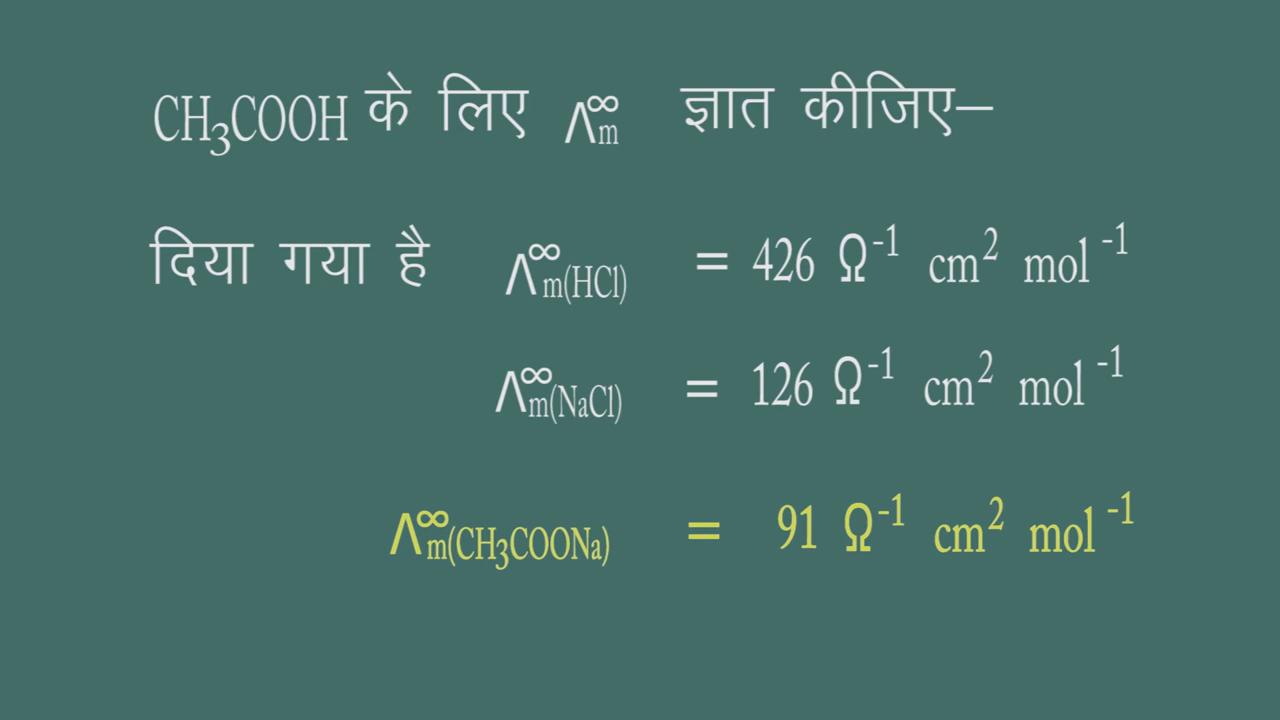 CH₃COOH के लिए Λ∞m ज्ञात कीजिए–
दिया गया है Λ∞m(HCl) = 426 Ω⁻¹ cm² mol⁻¹
Λ∞m(NaCl) = 126 Ω⁻¹ cm² mol⁻¹
Λ∞m(CH₃COONa) = 91 Ω⁻¹ cm² mol⁻¹